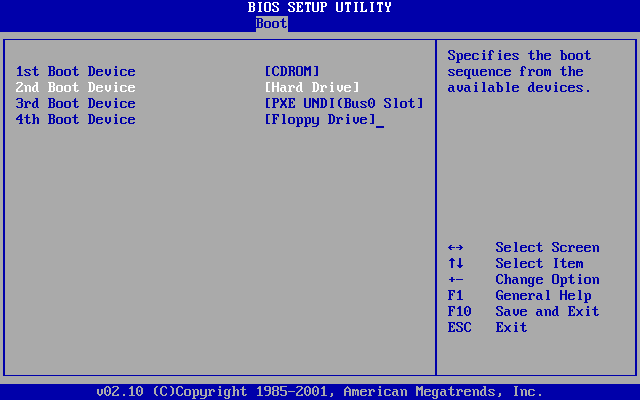 BIOS SETUP UTILITY
Boot
1st Boot Device [CDROM]
2nd Boot Device [Hard Drive]
3rd Boot Device [PXE UNDI(Bus0 Slot]
4th Boot Device [Floppy Drive]_
Specifies the boot
sequence from the
available devices.
↔ Select Screen
↑↓ Select Item
+- Change Option
F1 General Help
F10 Save and Exit
ESC Exit
v02.10 (C)Copyright 1985-2001, American Megatrends, Inc.